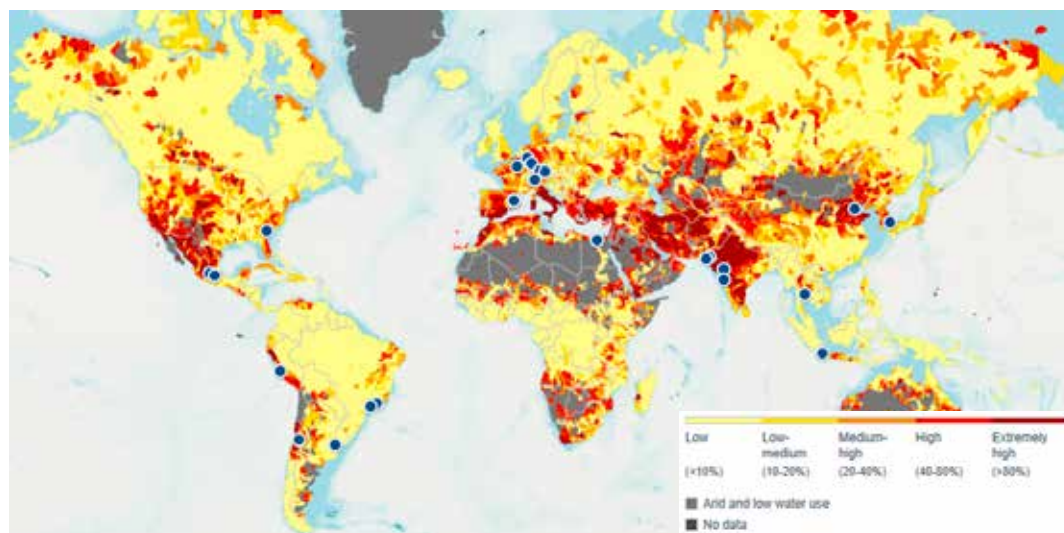 Low Low- Medium- High Extremely
medium high high
(<10%) (10-20%) (20-40%) (40-80%) (>80%)
Arid and low water use
No data